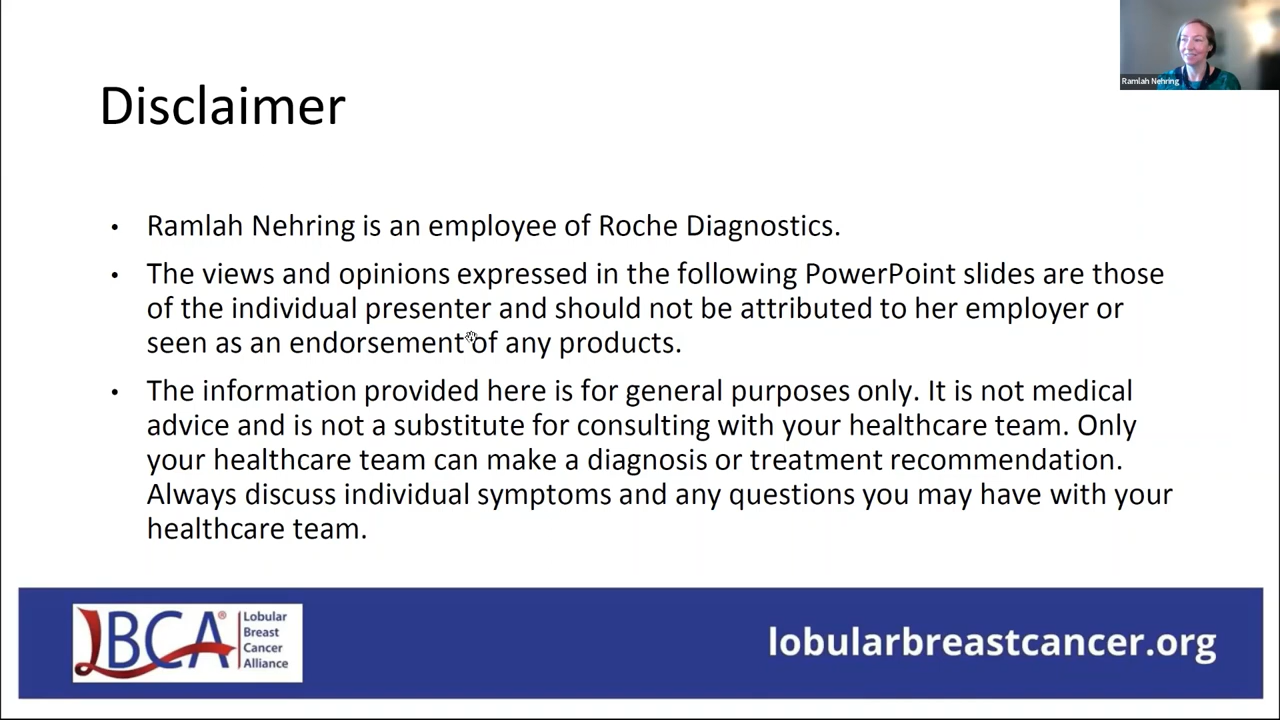 Ramlah Nehring
Disclaimer
• Ramlah Nehring is an employee of Roche Diagnostics.
• The views and opinions expressed in the following PowerPoint slides are those
of the individual presenter and should not be attributed to her employer or
seen as an endorsement of any products.
• The information provided here is for general purposes only. It is not medical
advice and is not a substitute for consulting with your healthcare team. Only
your healthcare team can make a diagnosis or treatment recommendation.
Always discuss individual symptoms and any questions you may have with your
healthcare team.
LBCA®
Lobular
Breast
Cancer
Alliance
lobularbreastcancer.org